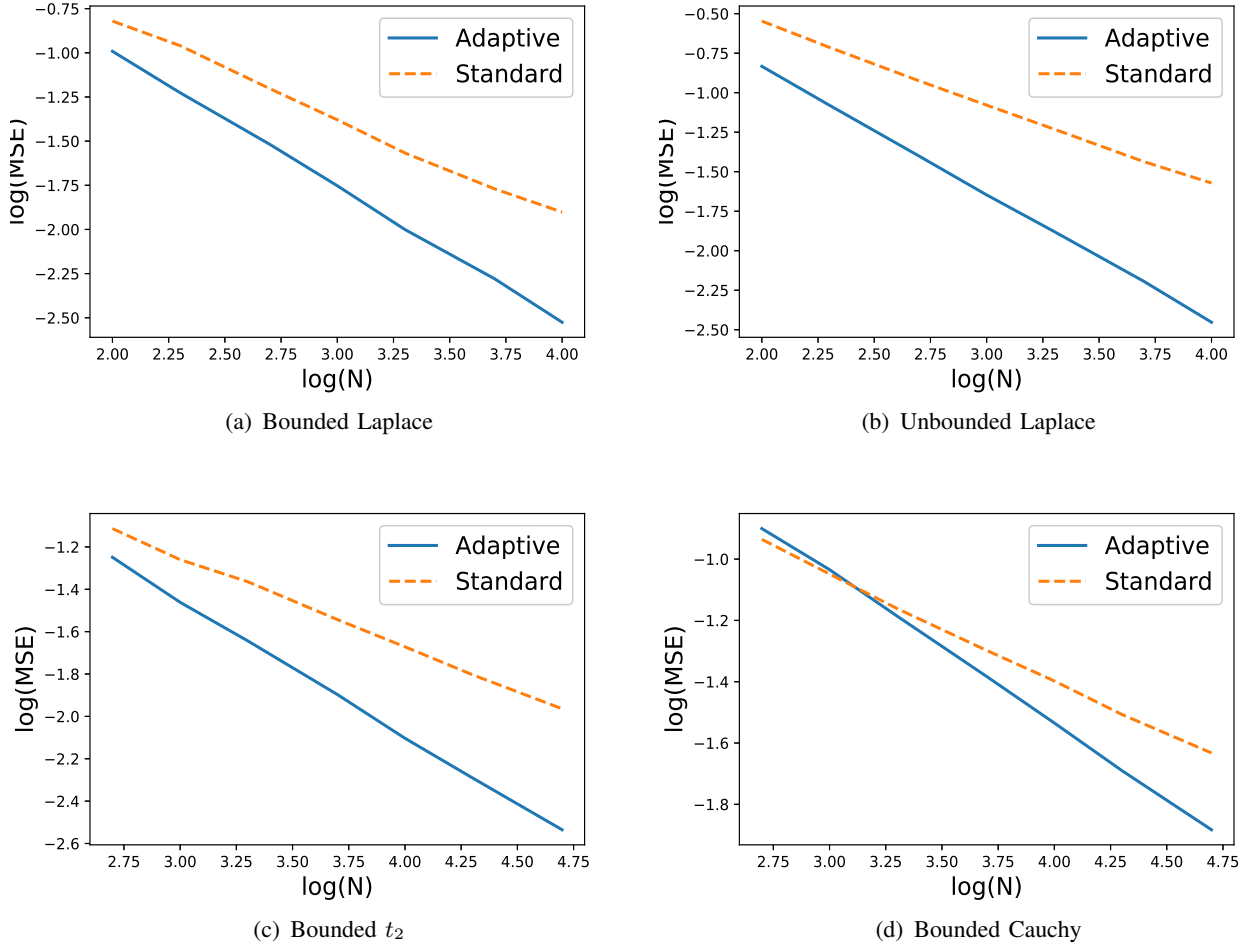 −0.75
−1.00
−1.25
−1.50
−1.75
−2.00
−2.25
−2.50
log(MSE)
Adaptive
Standard
2.00 2.25 2.50 2.75 3.00 3.25 3.50 3.75 4.00
log(N)
(a) Bounded Laplace
−0.50
−0.75
−1.00
−1.25
−1.50
−1.75
−2.00
−2.25
−2.50
log(MSE)
Adaptive
Standard
2.00 2.25 2.50 2.75 3.00 3.25 3.50 3.75 4.00
log(N)
(b) Unbounded Laplace
−1.2
−1.4
−1.6
−1.8
−2.0
−2.2
−2.4
−2.6
log(MSE)
Adaptive
Standard
2.75 3.00 3.25 3.50 3.75 4.00 4.25 4.50 4.75
log(N)
(c) Bounded t₂
−1.0
−1.2
−1.4
−1.6
−1.8
log(MSE)
Adaptive
Standard
2.75 3.00 3.25 3.50 3.75 4.00 4.25 4.50 4.75
log(N)
(d) Bounded Cauchy